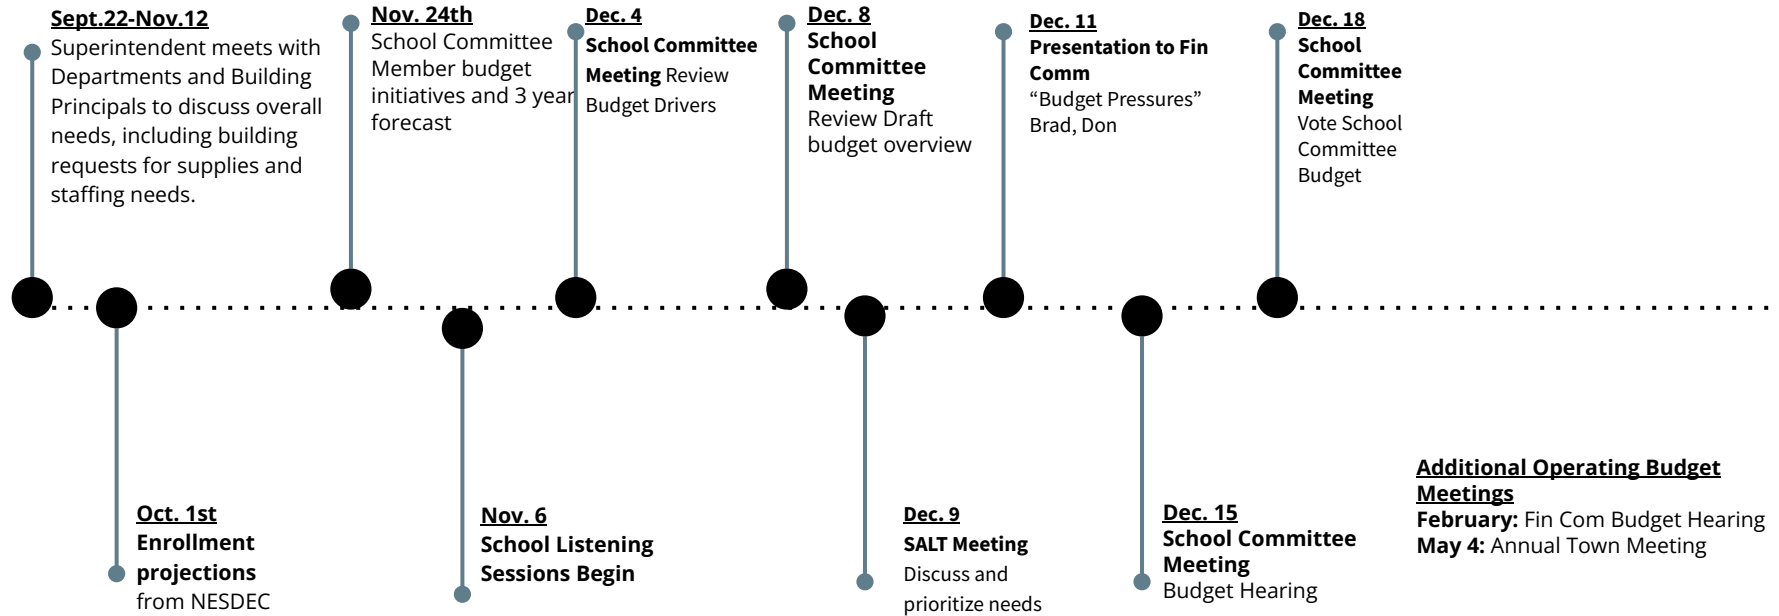 Sept.22-Nov.12
Superintendent meets with
Departments and Building
Principals to discuss overall
needs, including building
requests for supplies and
staffing needs.
Nov. 24th
School Committee
Member budget
initiatives and 3 year
forecast
Dec. 4
School Committee
Meeting Review
Budget Drivers
Dec. 8
School
Committee
Meeting
Review Draft
budget overview
Dec. 11
Presentation to Fin
Comm
“Budget Pressures”
Brad, Don
Dec. 18
School
Committee
Meeting
Vote School
Committee
Budget
Oct. 1st
Enrollment
projections
from NESDEC
Nov. 6
School Listening
Sessions Begin
Dec. 9
SALT Meeting
Discuss and
prioritize needs
Dec. 15
School Committee
Meeting
Budget Hearing
Additional Operating Budget
Meetings
February: Fin Com Budget Hearing
May 4: Annual Town Meeting